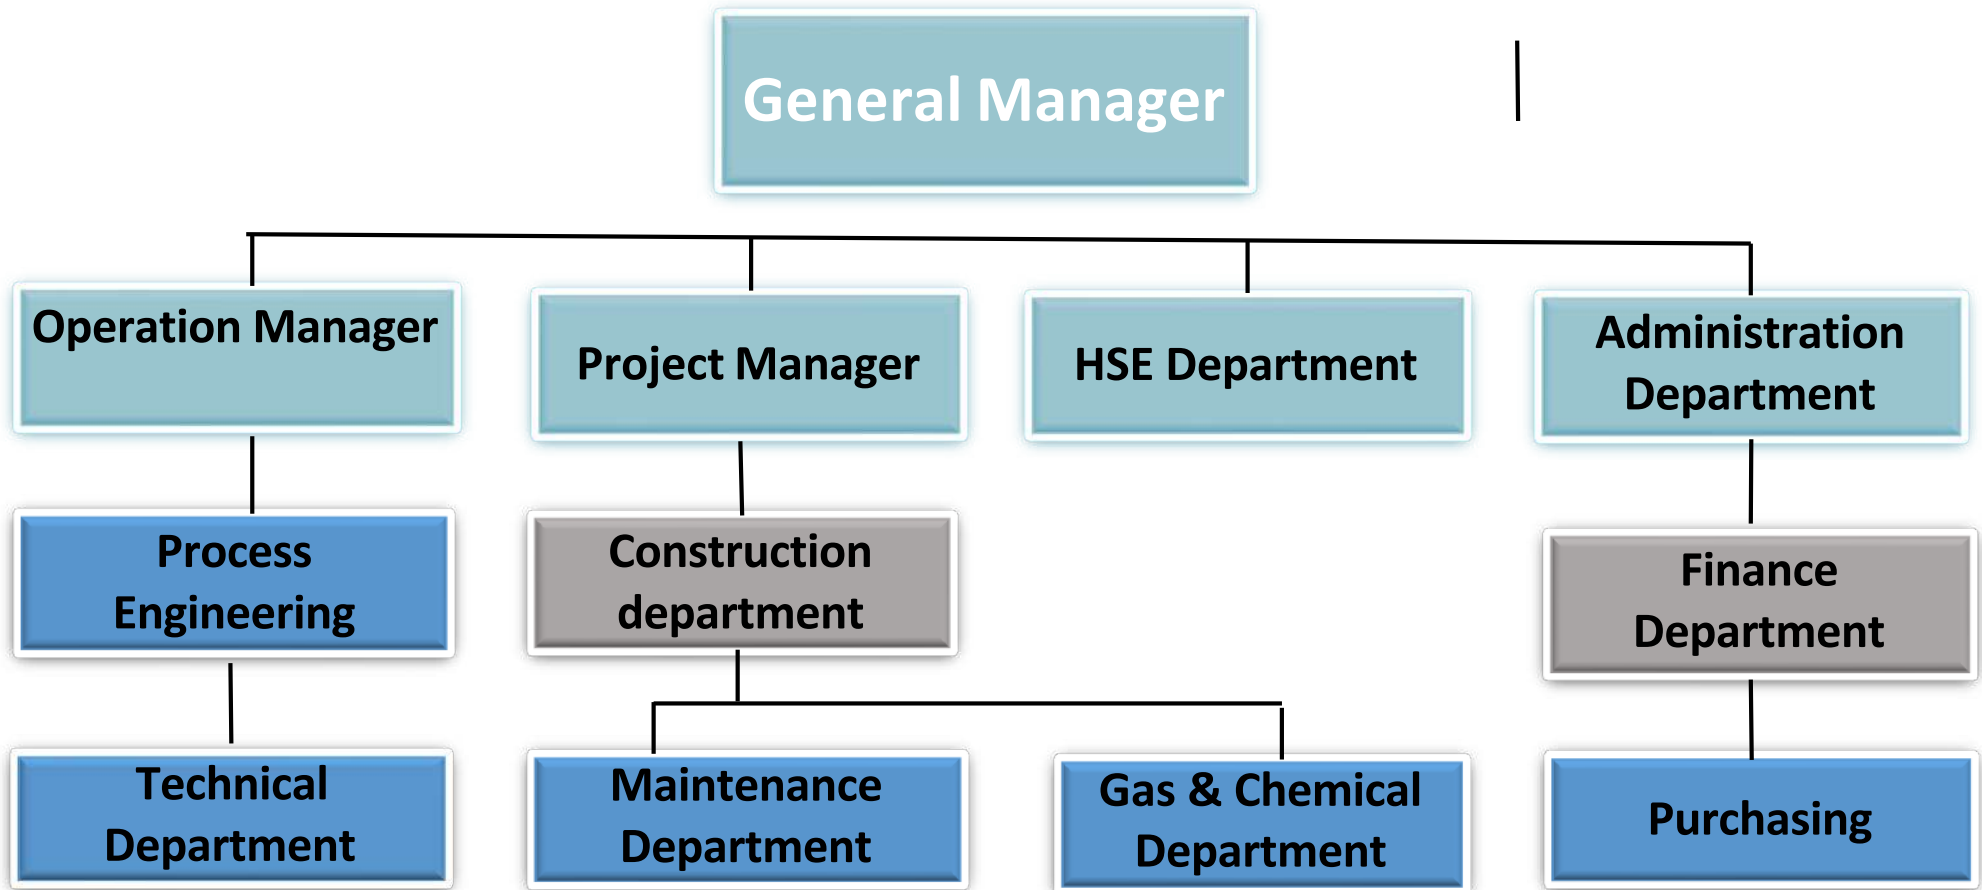 General Manager
Operation Manager
Project Manager
HSE Department
Administration
Department
Process
Engineering
Construction
department
Finance
Department
Technical
Department
Maintenance
Department
Gas & Chemical
Department
Purchasing